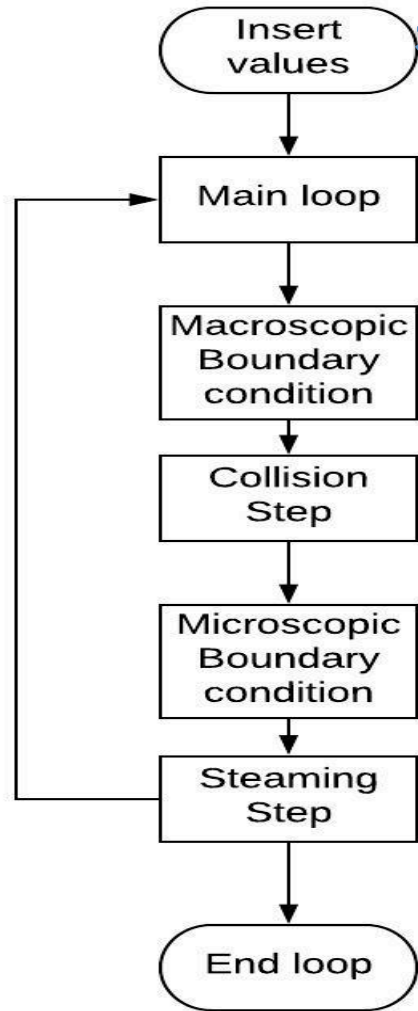 Insert
values
Main loop
Macroscopic
Boundary
condition
Collision
Step
Microscopic
Boundary
condition
Steaming
Step
End loop